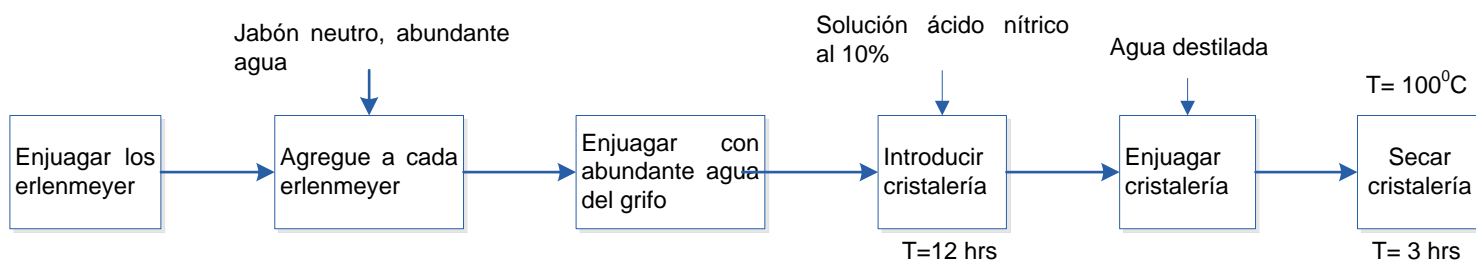 Jabón neutro, abundante
agua
Solución ácido nítrico
al 10%
Agua destilada
T= 100⁰C
Enjuagar los
erlenmeyer
Agregue a cada
erlenmeyer
Enjuagar con
abundante agua
del grifo
Introducir
cristalería
Enjuagar
cristalería
Secar
cristalería
T=12 hrs
T= 3 hrs